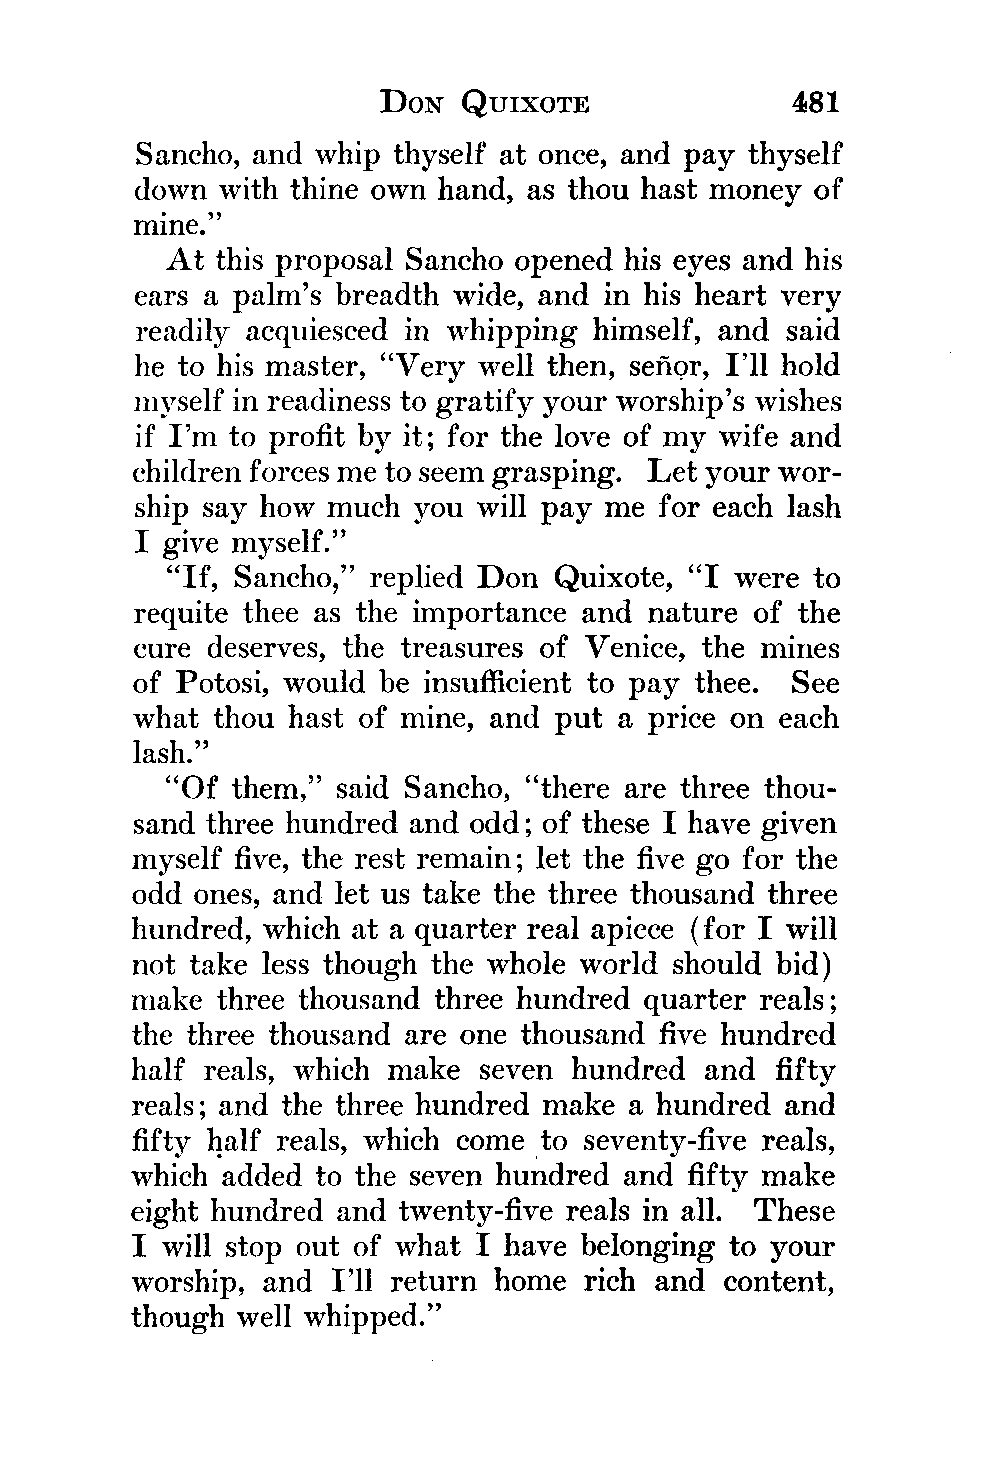 DON QUIXOTE 481
Sancho, and whip thyself at once, and pay thyself
down with thine own hand, as thou hast money of
mine.”
At this proposal Sancho opened his eyes and his
ears a palm’s breadth wide, and in his heart very
readily acquiesced in whipping himself, and said
he to his master, “Very well then, señor, I’ll hold
myself in readiness to gratify your worship’s wishes
if I’m to profit by it; for the love of my wife and
children forces me to seem grasping. Let your wor-
ship say how much you will pay me for each lash
I give myself.”
“If, Sancho,” replied Don Quixote, “I were to
requite thee as the importance and nature of the
cure deserves, the treasures of Venice, the mines
of Potosi, would be insufficient to pay thee. See
what thou hast of mine, and put a price on each
lash.”
“Of them,” said Sancho, “there are three thou-
sand three hundred and odd; of these I have given
myself five, the rest remain; let the five go for the
odd ones, and let us take the three thousand three
hundred, which at a quarter real apiece (for I will
not take less though the whole world should bid)
make three thousand three hundred quarter reals;
the three thousand are one thousand five hundred
half reals, which make seven hundred and fifty
reals; and the three hundred make a hundred and
fifty half reals, which come to seventy-five reals,
which added to the seven hundred and fifty make
eight hundred and twenty-five reals in all. These
I will stop out of what I have belonging to your
worship, and I’ll return home rich and content,
though well whipped.”